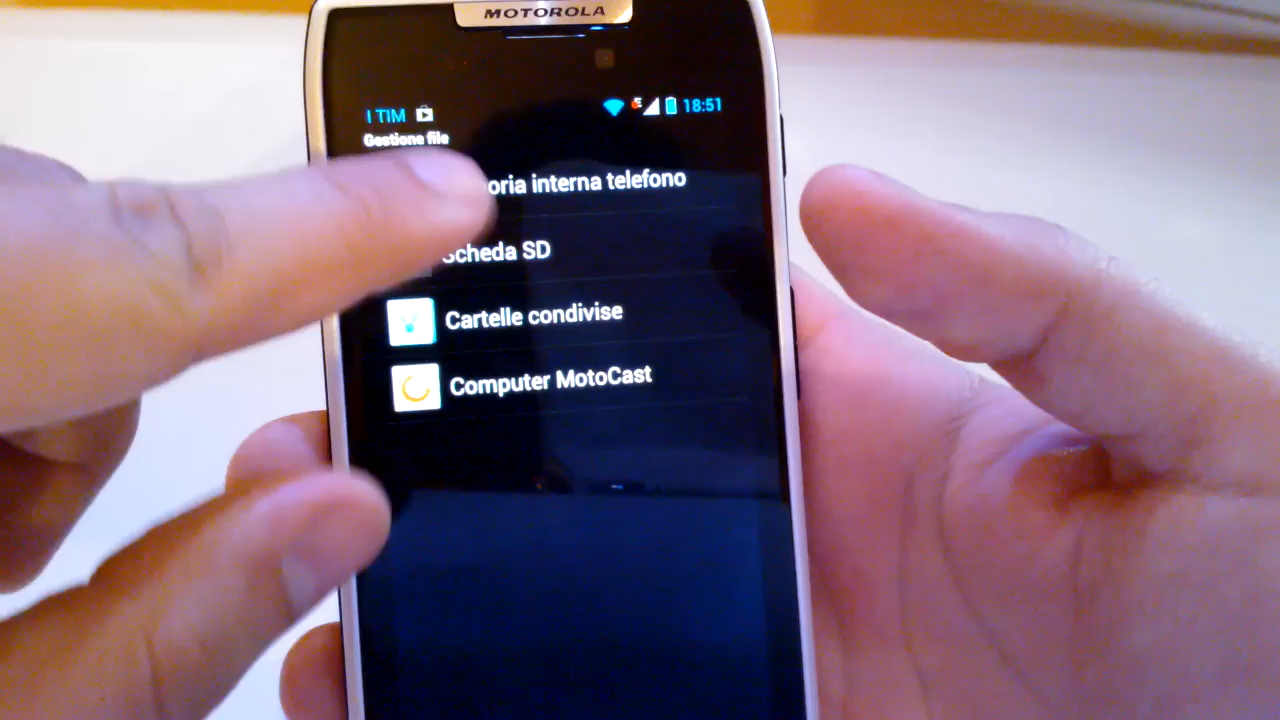 MOTOROLA
I TIM
E
18:51
Gestione file
oria interna telefono
Scheda SD
Cartelle condivise
Computer MotoCast